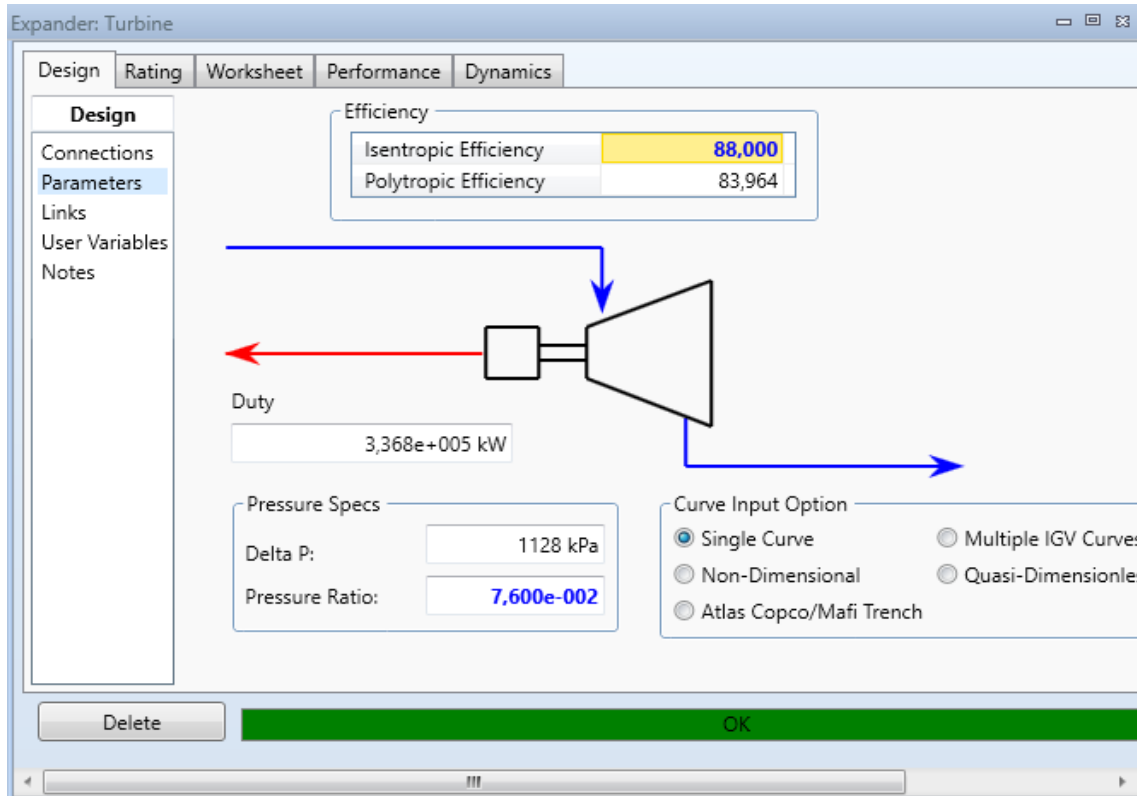 Expander: Turbine
Design Rating Worksheet Performance Dynamics
Design
Connections
Parameters
Links
User Variables
Notes
Efficiency
Isentropic Efficiency 88,000
Polytropic Efficiency 83,964
Duty
3,368e+005 kW
Pressure Specs
Delta P: 1128 kPa
Pressure Ratio: 7,600e-002
Curve Input Option
Single Curve Multiple IGV Curves
Non-Dimensional Quasi-Dimensionles
Atlas Copco/Mafi Trench
Delete OK